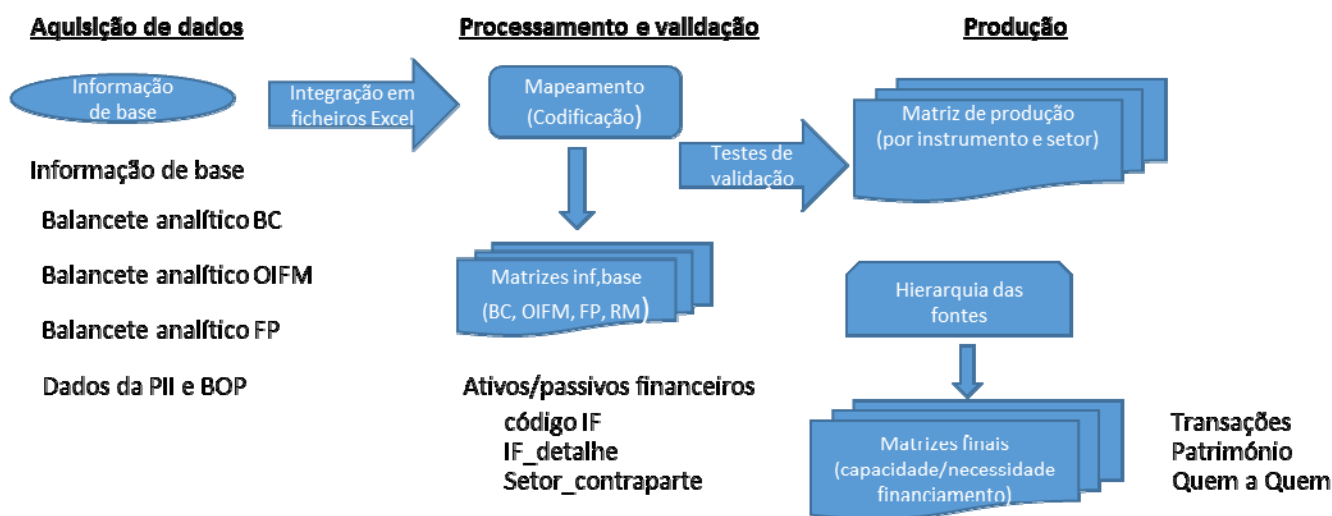 Aquisição de dados
Processamento e validação
Produção
Informação
de base
Integração em
ficheiros Excel
Mapeamento
(Codificação)
Testes de
validação
Matriz de produção
(por instrumento e setor)
Informação de base
Balancete analítico BC
Balancete analítico OIFM
Balancete analítico FP
Dados da PII e BOP
Matrizes inf,base
(BC, OIFM, FP, RM)
Ativos/passivos financeiros
código IF
IF_detalhe
Setor_contraparte
Hierarquia das
fontes
Matrizes finais
(capacidade/necessidade
financiamento)
Transações
Património
Quem a Quem